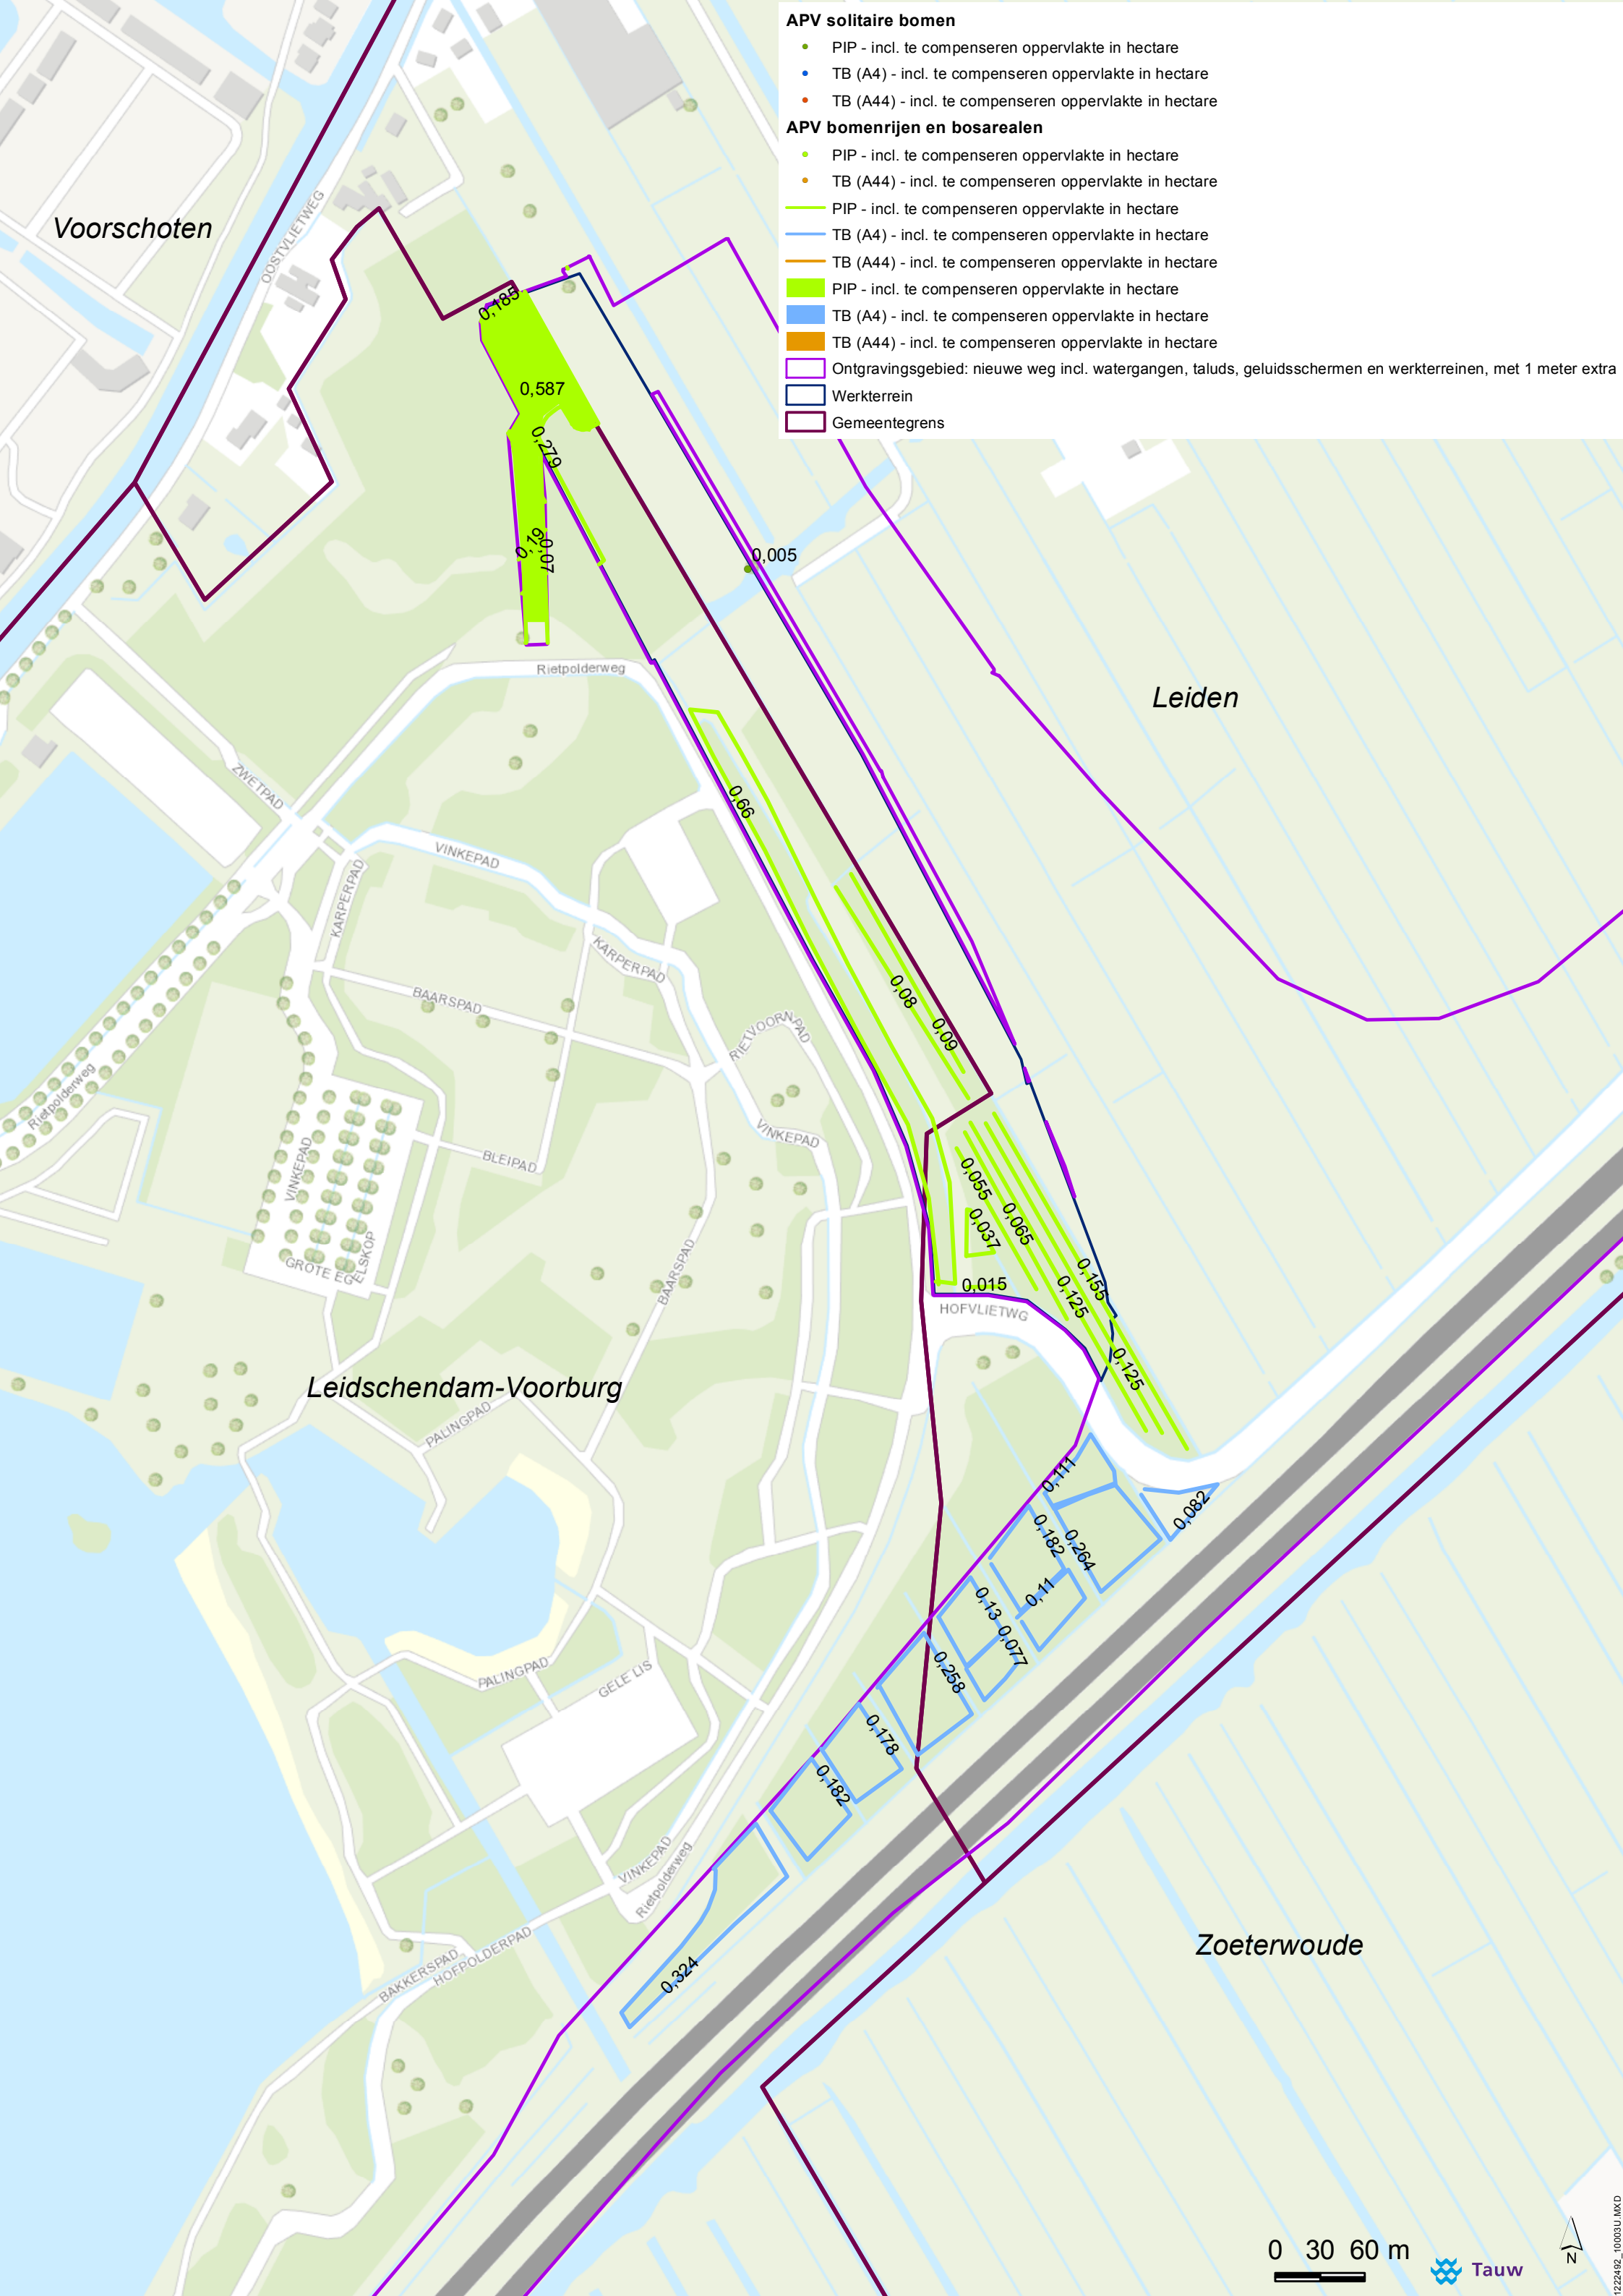 APV solitaire bomen
PIP - incl. te compenseren oppervlakte in hectare
TB (A4) - incl. te compenseren oppervlakte in hectare
TB (A44) - incl. te compenseren oppervlakte in hectare
APV bomenrijen en bosarealen
PIP - incl. te compenseren oppervlakte in hectare
TB (A44) - incl. te compenseren oppervlakte in hectare
PIP - incl. te compenseren oppervlakte in hectare
TB (A4) - incl. te compenseren oppervlakte in hectare
TB (A44) - incl. te compenseren oppervlakte in hectare
PIP - incl. te compenseren oppervlakte in hectare
TB (A4) - incl. te compenseren oppervlakte in hectare
TB (A44) - incl. te compenseren oppervlakte in hectare
Ontgravingsgebied: nieuwe weg incl. watergangen, taluds, geluidsschermen en werkterreinen, met 1 meter extra
Werkterrein
Gemeentegrens
Voorschoten
OOSTVLIETWEG
0,185
0,587
0,279
0,19
0,07
0,005
Rietpolderweg
Leiden
ZWETPAD
0,66
VINKEPAD
KARPERPAD
KARPERPAD
BAARSPAD
0,08
0,09
RIETVOORNPAD
Rietpolderweg
VINKEPAD
BLEIPAD
VINKEPAD
0,055
0,065
0,037
ELSKOP
GROTE EG
BAARSPAD
0,015
0,155
0,125
HOFVLIETWG
0,125
Leidschendam-Voorburg
PALINGPAD
0,111
0,082
0,182
0,264
0,11
0,13
0,077
0,258
PALINGPAD
GELE LIS
0,178
0,182
VINKEPAD
Rietpolderweg
0,324
BAKKERSPAD
HOFPOLDERPAD
Zoeterwoude
0 30 60 m
Tauw
N
1222492_10003U.MXD